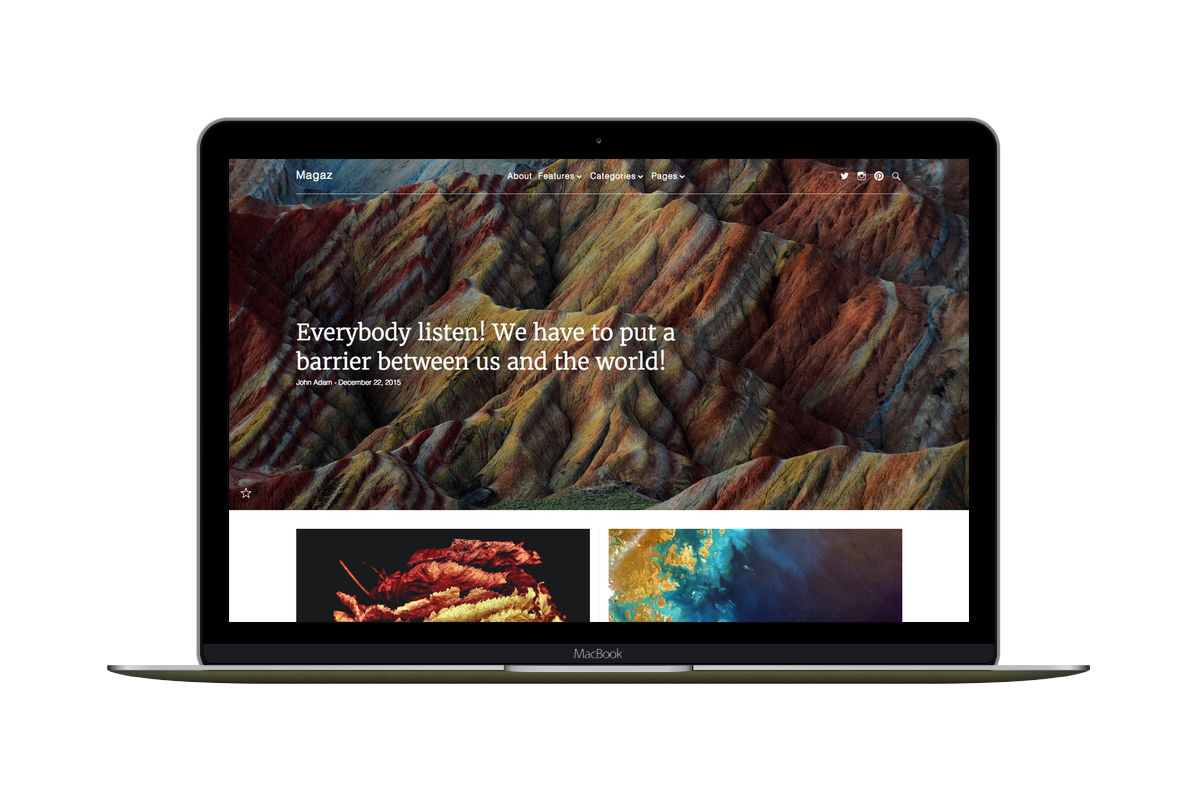 Magaz
About Features Categories Pages
Everybody listen! We have to put a
barrier between us and the world!
John Adam - December 22, 2015
MacBook